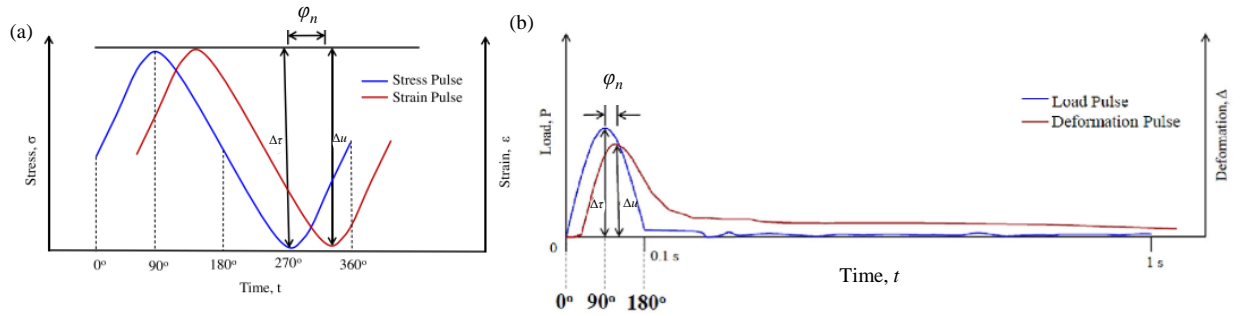 (a)
φn
Stress, σ
Strain, ε
Stress Pulse
Strain Pulse
Δτ
Δu
0° 90° 180° 270° 360°
Time, t
(b)
φn
Load, P
Deformation, Δ
Load Pulse
Deformation Pulse
Δτ
Δu
0
0.1 s
1 s
Time, t
0° 90° 180°